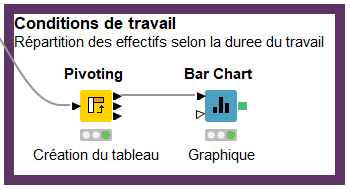 Conditions de travail
Répartition des effectifs selon la duree du travail
Pivoting
Bar Chart
Création du tableau
Graphique